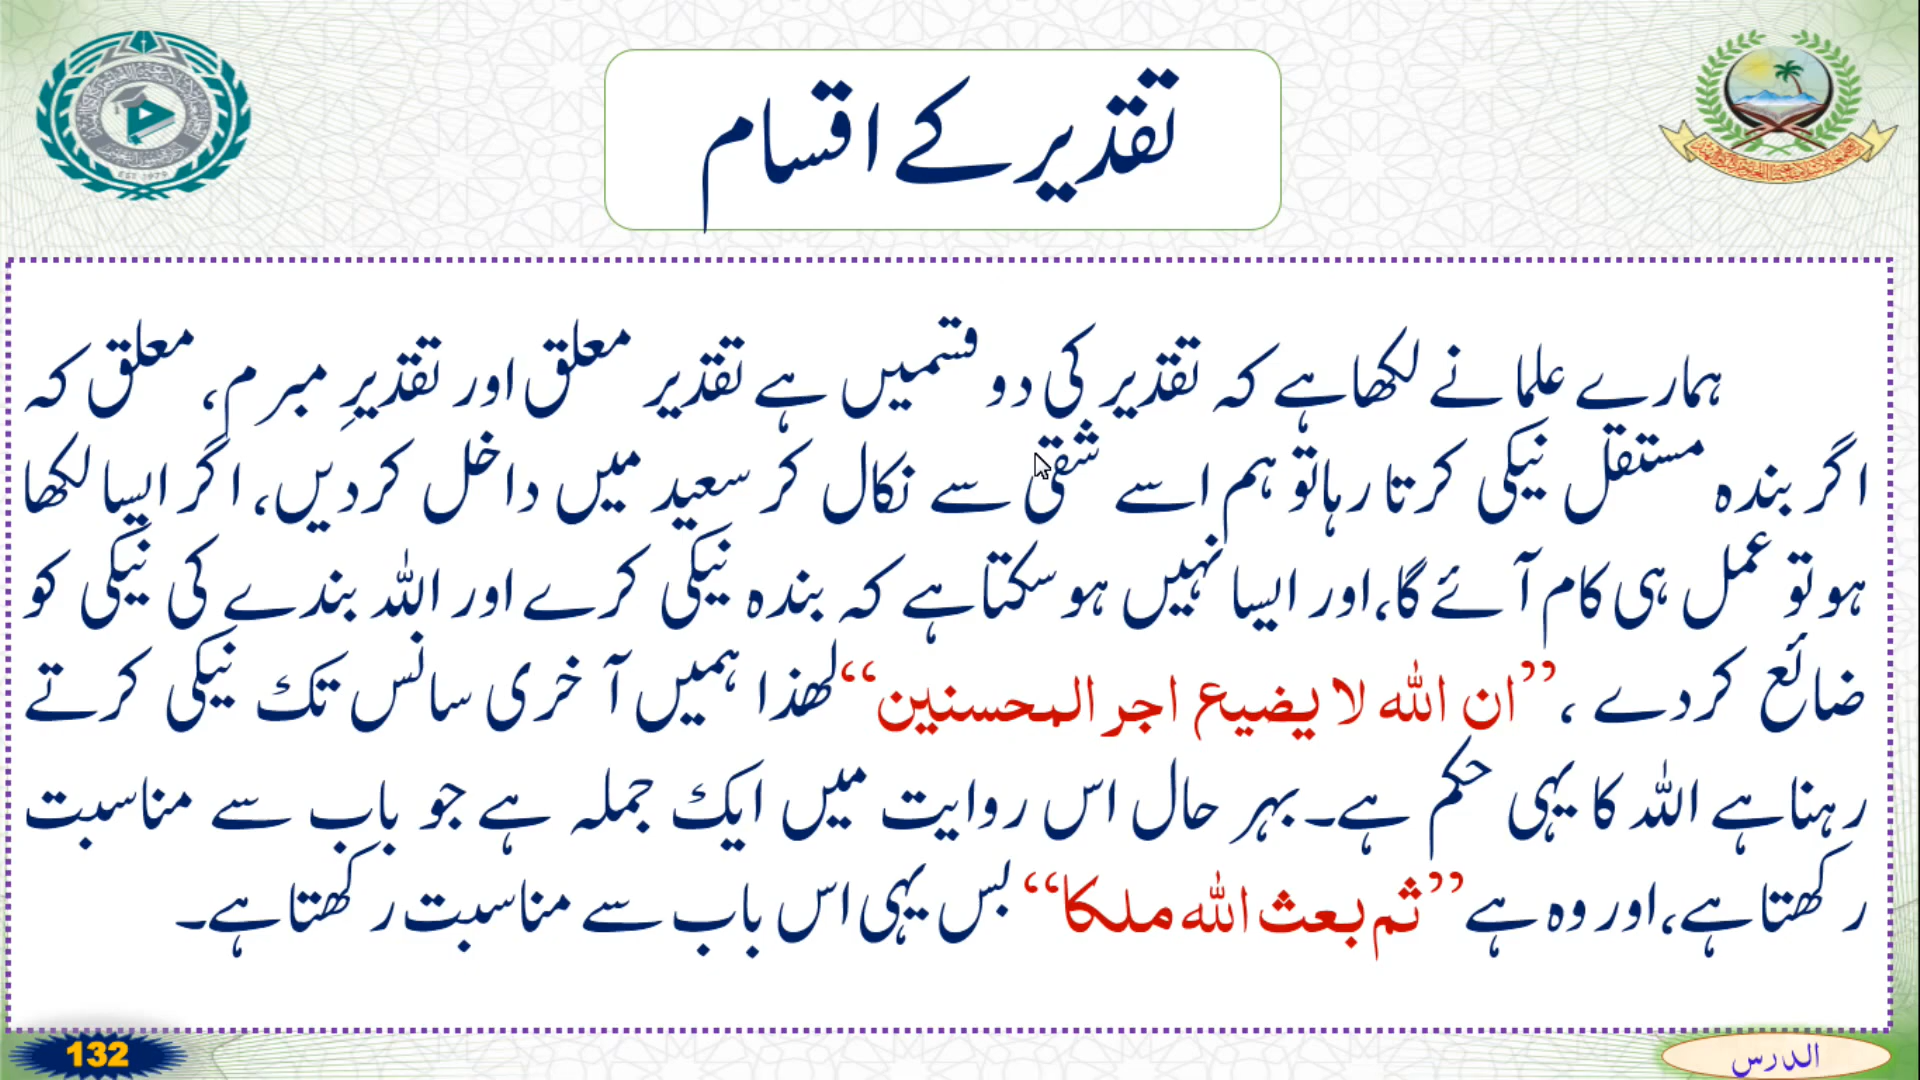 تقدیر کے اقسام
ہمارے علما نے لکھا ہے کہ تقدیر کی دو قسمیں ہے تقدیر معلق اور تقدیرِ مبرم، معلق کہ
اگر بندہ مستقل نیکی کرتا رہا تو ہم اسے شقی سے نکال کر سعید میں داخل کردیں، اگر ایسا لکھا
ہو تو عمل ہی کام آئے گا،اور ایسا نہیں ہوسکتا ہے کہ بندہ نیکی کرے اور اللہ بندے کی نیکی کو
ضائع کردے ،’’ان اللہ لا یضیع اجر المحسنین‘‘لھذا ہمیں آخری سانس تک نیکی کرتے
رہنا ہے اللہ کا یہی حکم ہے۔بہر حال اس روایت میں ایک جملہ ہے جو باب سے مناسبت
رکھتا ہے،اور وہ ہے’’ثم بعث اللہ ملکا‘‘ بس یہی اس باب سے مناسبت رکھتا ہے۔
132
الدرس
EST 1979